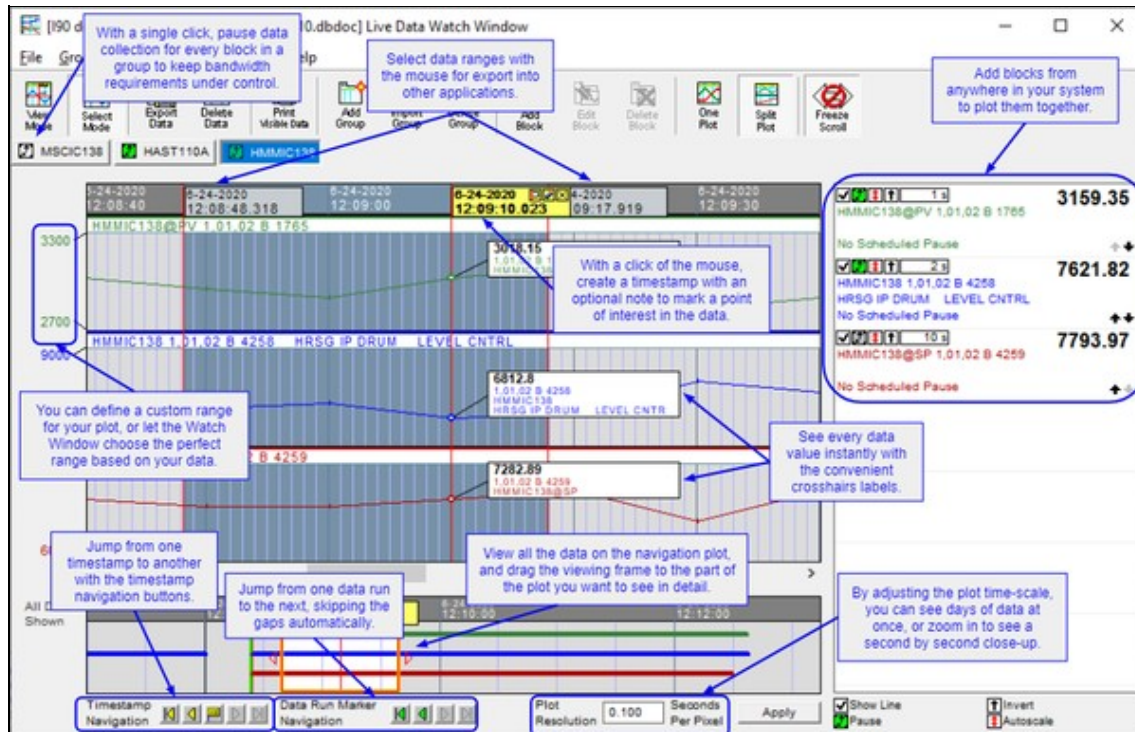 [I90 d
0.dbdoc] Live Data Watch Window
File
Gro
elp
With a single click, pause data
collection for every block in a
group to keep bandwidth
requirements under control.
Select data ranges with
the mouse for export into
other applications.
Add blocks from
anywhere in your system
to plot them together.
View
Mode
Select
Mode
Export
Data
Delete
Data
Print
Visible Data
Add
Group
Import
Group
Group
Add
Block
Edit
Block
Delete
Block
One
Plot
Split
Plot
Freeze
Scroll
MSCIC138
HAST110A
HMMIC138
6-24-2020
12:08:40
6-24-2020
12:08:48.318
6-24-2020
12:09:00
6-24-2020
12:09:10.023
4-2020
09:17.919
6-24-2020
12:09:30
HMMIC138@PV 1,01,02 B 1765
3300
2700
3018.15
1,01,02 B 1
HMMIC138
With a click of the mouse,
create a timestamp with an
optional note to mark a point
of interest in the data.
HMMIC138 1,01,02 B 4258 HRSG IP DRUM LEVEL CNTRL
9000
6812.8
1,01,02 B 4258
HMMIC138
HRSG IP DRUM LEVEL CNTR
You can define a custom range
for your plot, or let the Watch
Window choose the perfect
range based on your data.
2 B 4259
7282.89
1,01,02 B 4259
HMMIC138@SP
See every data
value instantly with
the convenient
crosshairs labels.
1 s
3159.35
HMMIC138@PV 1,01,02 B 1765
No Scheduled Pause
2 s
7621.82
HMMIC138 1,01,02 B 4258
HRSG IP DRUM LEVEL CNTRL
No Scheduled Pause
10 s
7793.97
HMMIC138@SP 1,01,02 B 4259
No Scheduled Pause
Jump from one
timestamp to another
with the timestamp
navigation buttons.
View all the data on the navigation plot,
and drag the viewing frame to the part of
the plot you want to see in detail.
Jump from one data run
to the next, skipping the
gaps automatically.
By adjusting the plot time-scale,
you can see days of data at
once, or zoom in to see a
second by second close-up.
All D
Shown
12:10:00
12:12:00
Timestamp
Navigation
Data Run Marker
Navigation
Plot
Resolution
0.100
Seconds
Per Pixel
Apply
Show Line
Invert
Pause
Autoscale